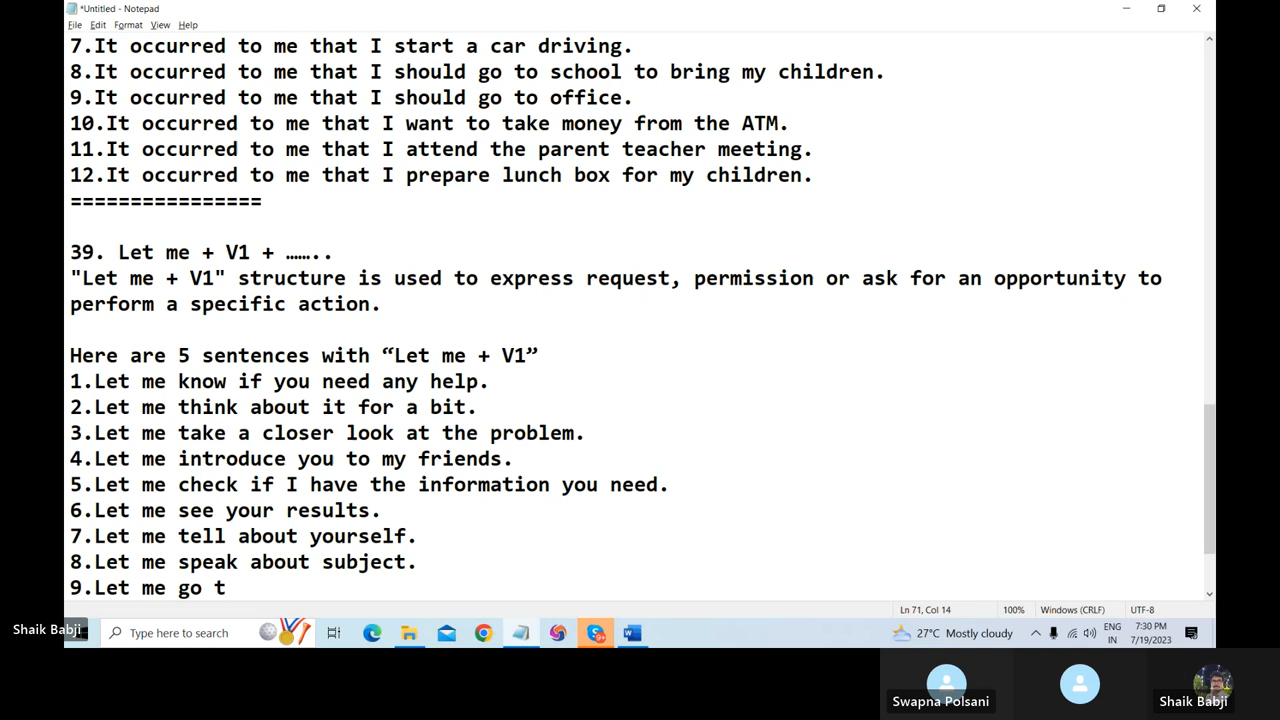 *Untitled - Notepad
File Edit Format View Help
7.It occurred to me that I start a car driving.
8.It occurred to me that I should go to school to bring my children.
9.It occurred to me that I should go to office.
10.It occurred to me that I want to take money from the ATM.
11.It occurred to me that I attend the parent teacher meeting.
12.It occurred to me that I prepare lunch box for my children.
================
39. Let me + V1 + ……..
"Let me + V1" structure is used to express request, permission or ask for an opportunity to
perform a specific action.
Here are 5 sentences with “Let me + V1”
1.Let me know if you need any help.
2.Let me think about it for a bit.
3.Let me take a closer look at the problem.
4.Let me introduce you to my friends.
5.Let me check if I have the information you need.
6.Let me see your results.
7.Let me tell about yourself.
8.Let me speak about subject.
9.Let me go t
Ln 71, Col 14 100% Windows (CRLF) UTF-8
Shaik Babji
Type here to search
27°C Mostly cloudy
ENG
IN
7:30 PM
7/19/2023
Swapna Polsani
Shaik Babji